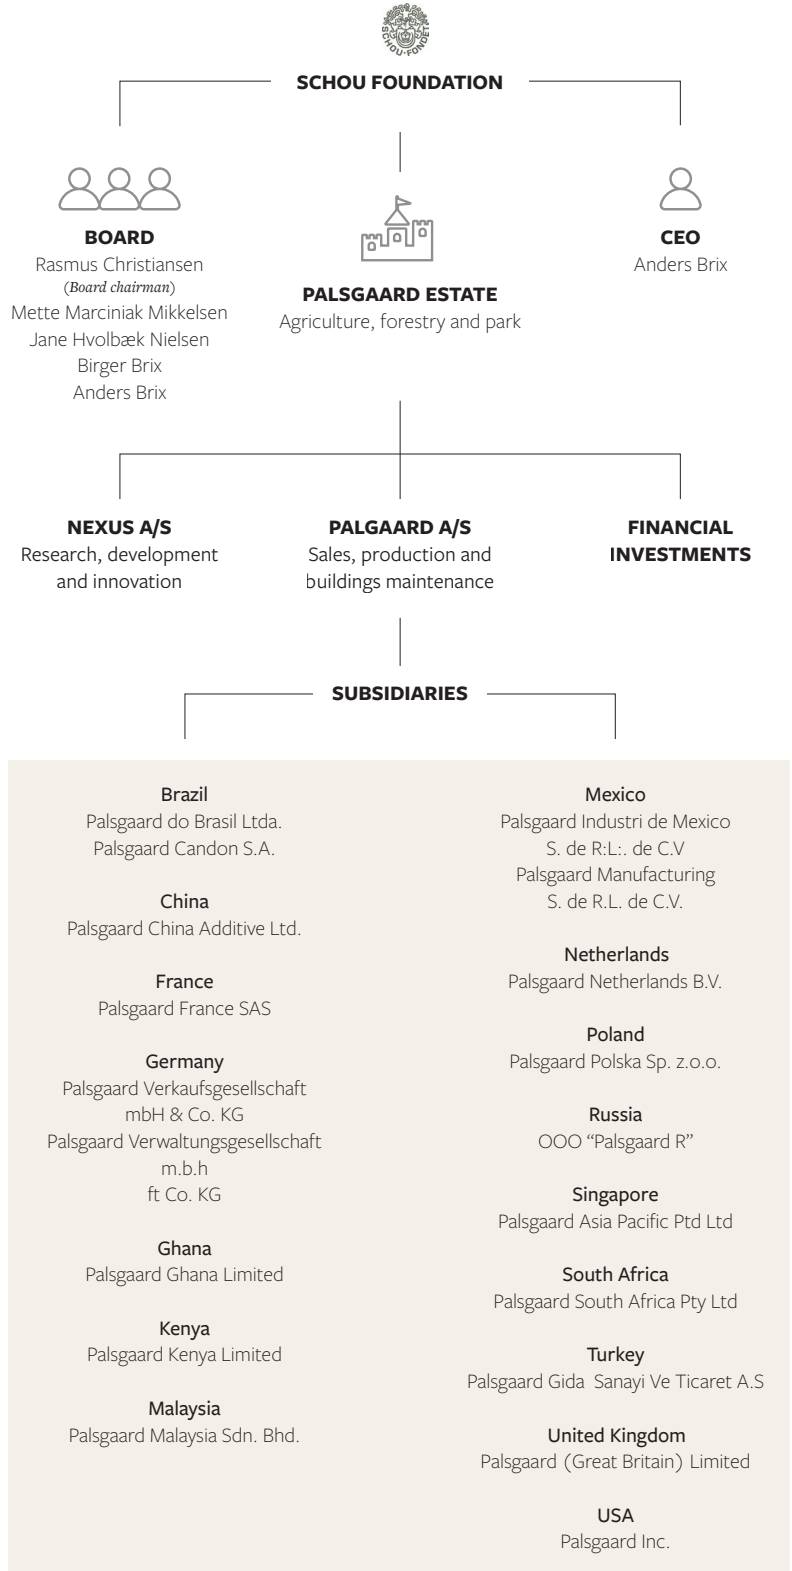 SCHOU·FONDET
SCHOU FOUNDATION
BOARD
Rasmus Christiansen
(Board chairman)
Mette Marciniak Mikkelsen
Jane Hvolbæk Nielsen
Birger Brix
Anders Brix
PALSGAARD ESTATE
Agriculture, forestry and park
CEO
Anders Brix
NEXUS A/S
Research, development
and innovation
PALGAARD A/S
Sales, production and
buildings maintenance
FINANCIAL
INVESTMENTS
SUBSIDIARIES
Brazil
Palsgaard do Brasil Ltda.
Palsgaard Candon S.A.
China
Palsgaard China Additive Ltd.
France
Palsgaard France SAS
Germany
Palsgaard Verkaufsgesellschaft
mbH & Co. KG
Palsgaard Verwaltungsgesellschaft
m.b.h
ft Co. KG
Ghana
Palsgaard Ghana Limited
Kenya
Palsgaard Kenya Limited
Malaysia
Palsgaard Malaysia Sdn. Bhd.
Mexico
Palsgaard Industri de Mexico
S. de R:L:. de C.V
Palsgaard Manufacturing
S. de R.L. de C.V.
Netherlands
Palsgaard Netherlands B.V.
Poland
Palsgaard Polska Sp. z.o.o.
Russia
OOO “Palsgaard R”
Singapore
Palsgaard Asia Pacific Ptd Ltd
South Africa
Palsgaard South Africa Pty Ltd
Turkey
Palsgaard Gida Sanayi Ve Ticaret A.S
United Kingdom
Palsgaard (Great Britain) Limited
USA
Palsgaard Inc.